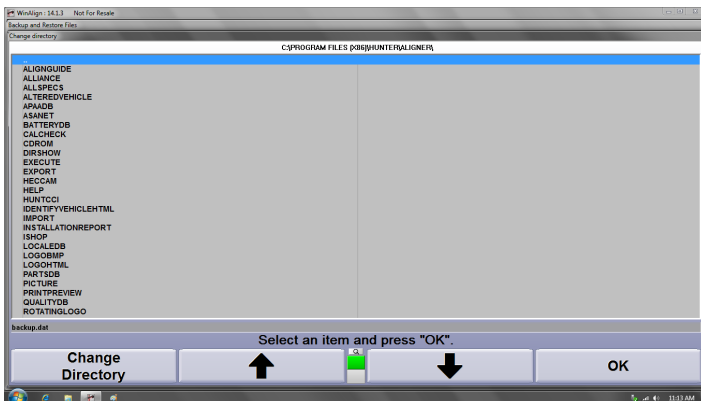 WinAlign : 14.1.3 Not For Resale
Backup and Restore Files
Change directory
C:\PROGRAM FILES (X86)\HUNTER\ALIGNER\
..
ALIGNGUIDE
ALLIANCE
ALLSPECS
ALTEREDVEHICLE
APAADB
ASANET
BATTERYDB
CALCHECK
CDROM
DIRSHOW
EXECUTE
EXPORT
HECCAM
HELP
HUNTCCI
IDENTIFYVEHICLEHTML
IMPORT
INSTALLATIONREPORT
ISHOP
LOCALEDB
LOGOBMP
LOGOHTML
PARTSDB
PICTURE
PRINTPREVIEW
QUALITYDB
ROTATINGLOGO
backup.dat
Select an item and press "OK".
Change
Directory
OK
11:13 AM